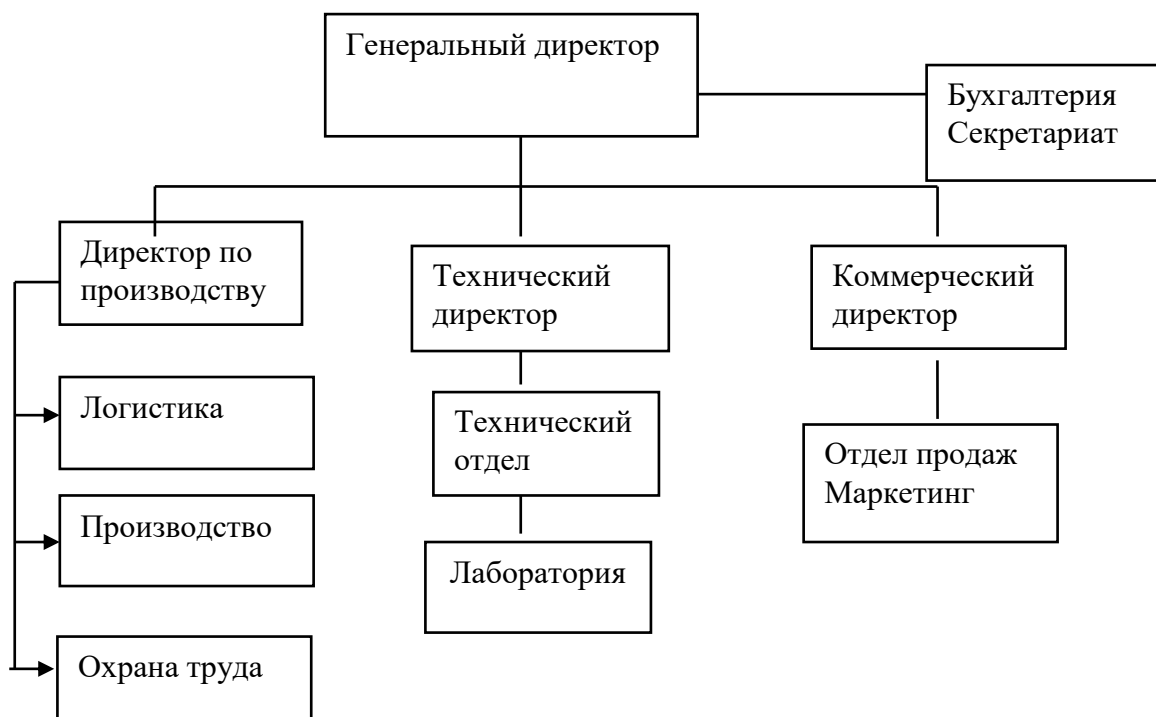 Генеральный директор
Бухгалтерия
Секретариат
Директор по
производству
Технический
директор
Коммерческий
директор
Логистика
Технический
отдел
Отдел продаж
Маркетинг
Производство
Лаборатория
Охрана труда